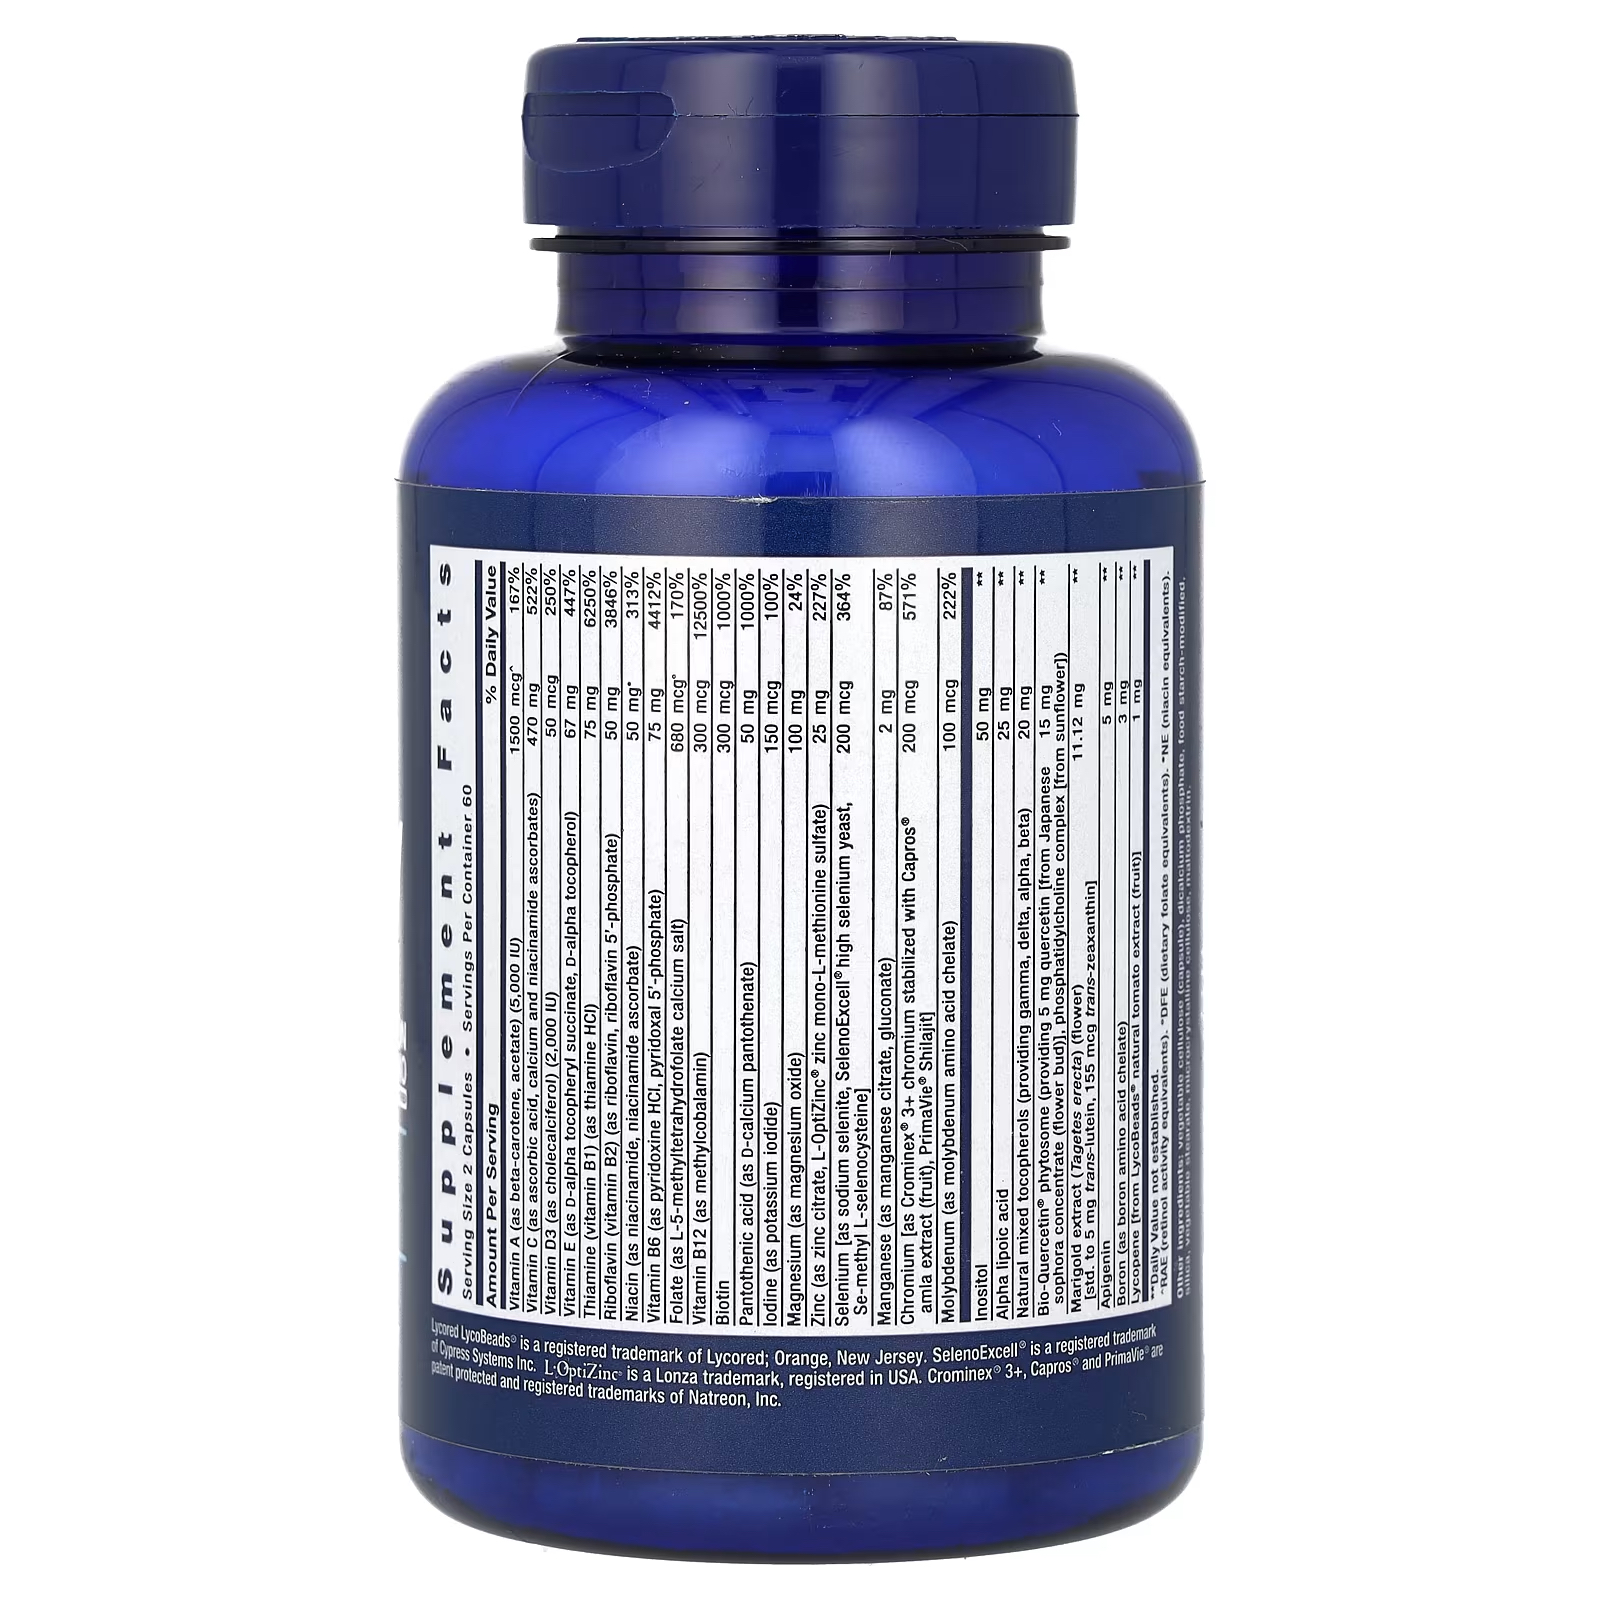 Supplement Facts
Serving Size 2 Capsules • Servings Per Container 60
Amount Per Serving % Daily Value
Vitamin A (as beta-carotene, acetate) (5,000 IU) 1500 mcg^ 167%
Vitamin C (as ascorbic acid, calcium and niacinamide ascorbates) 470 mg 522%
Vitamin D3 (as cholecalciferol) (2,000 IU) 50 mcg 250%
Vitamin E (as D-alpha tocopheryl succinate, D-alpha tocopherol) 67 mg 447%
Thiamine (vitamin B1) (as thiamine HCl) 75 mg 6250%
Riboflavin (vitamin B2) (as riboflavin, riboflavin 5'-phosphate) 50 mg 3846%
Niacin (as niacinamide, niacinamide ascorbate) 50 mg* 313%
Vitamin B6 (as pyridoxine HCl, pyridoxal 5'-phosphate) 75 mg 4412%
Folate (as L-5-methyltetrahydrofolate calcium salt) 680 mcg° 170%
Vitamin B12 (as methylcobalamin) 300 mcg 12500%
Biotin 300 mcg 1000%
Pantothenic acid (as D-calcium pantothenate) 50 mg 1000%
Iodine (as potassium iodide) 150 mcg 100%
Magnesium (as magnesium oxide) 100 mg 24%
Zinc (as zinc citrate, L-OptiZinc® zinc mono-L-methionine sulfate) 25 mg 227%
Selenium [as sodium selenite, SelenoExcell® high selenium yeast, 200 mcg 364%
Se-methyl L-selenocysteine]
Manganese (as manganese citrate, gluconate) 2 mg 87%
Chromium [as Crominex® 3+ chromium stabilized with Capros® 200 mcg 571%
amla extract (fruit), PrimaVie® Shilajit]
Molybdenum (as molybdenum amino acid chelate) 100 mcg 222%
Inositol 50 mg **
Alpha lipoic acid 25 mg **
Natural mixed tocopherols (providing gamma, delta, alpha, beta) 20 mg **
Bio-Quercetin® phytosome (providing 5 mg quercetin [from Japanese 15 mg **
sophora concentrate (flower bud)], phosphatidylcholine complex [from sunflower])
Marigold extract (Tagetes erecta) (flower) 11.12 mg **
[std. to 5 mg trans-lutein, 155 mcg trans-zeaxanthin]
Apigenin 5 mg **
Boron (as boron amino acid chelate) 3 mg **
Lycopene [from LycoBeads® natural tomato extract (fruit)] 1 mg **
**Daily Value not established.
^RAE (retinol activity equivalents). °DFE (dietary folate equivalents). *NE (niacin equivalents).
Other ingredients: vegetable cellulose (capsule), dicalcium phosphate, food starch-modified,
silica, vegetable stearate, microcrystalline cellulose, maltodextrin.
Lycored LycoBeads® is a registered trademark of Lycored; Orange, New Jersey. SelenoExcell® is a registered trademark
of Cypress Systems Inc. L-OptiZinc® is a Lonza trademark, registered in USA. Crominex® 3+, Capros® and PrimaVie® are
patent protected and registered trademarks of Natreon, Inc.